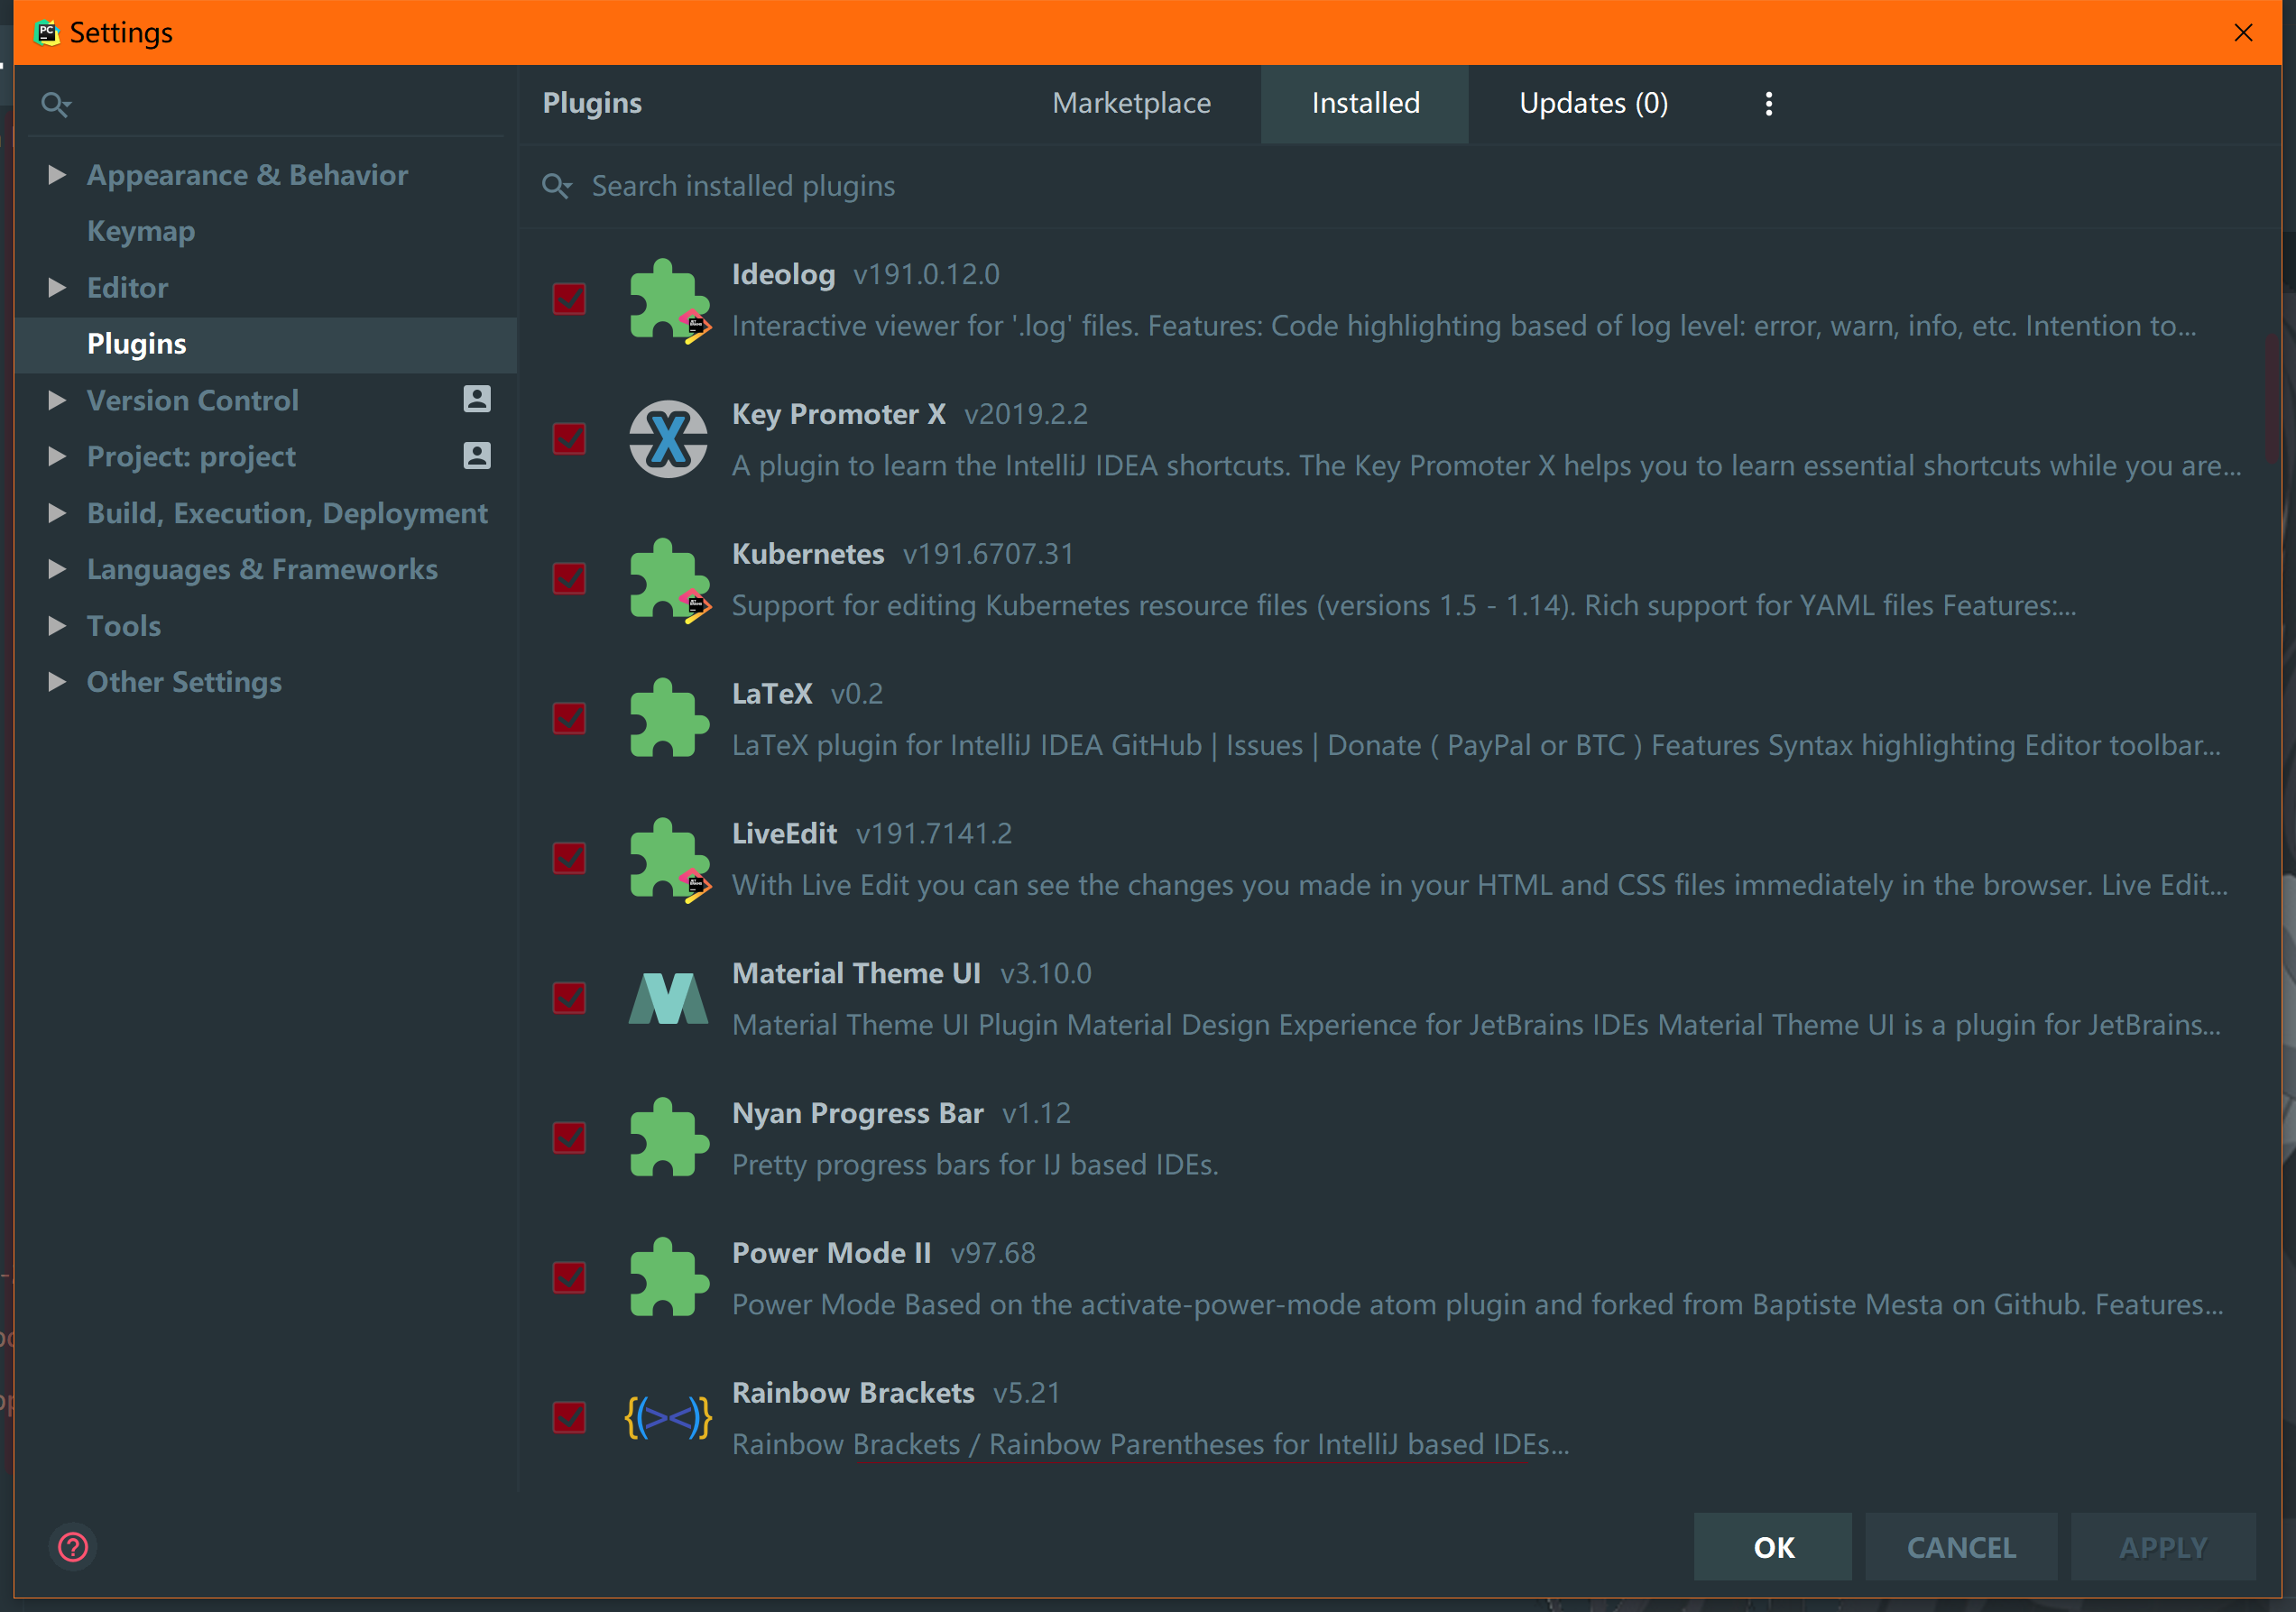 Settings
Plugins Marketplace Installed Updates (0)
Search installed plugins
Appearance & Behavior
Keymap
Editor
Plugins
Version Control
Project: project
Build, Execution, Deployment
Languages & Frameworks
Tools
Other Settings
Ideolog v191.0.12.0
Interactive viewer for '.log' files. Features: Code highlighting based of log level: error, warn, info, etc. Intention to...
Key Promoter X v2019.2.2
A plugin to learn the IntelliJ IDEA shortcuts. The Key Promoter X helps you to learn essential shortcuts while you are...
Kubernetes v191.6707.31
Support for editing Kubernetes resource files (versions 1.5 - 1.14). Rich support for YAML files Features:...
LaTeX v0.2
LaTeX plugin for IntelliJ IDEA GitHub | Issues | Donate ( PayPal or BTC ) Features Syntax highlighting Editor toolbar...
LiveEdit v191.7141.2
With Live Edit you can see the changes you made in your HTML and CSS files immediately in the browser. Live Edit...
Material Theme UI v3.10.0
Material Theme UI Plugin Material Design Experience for JetBrains IDEs Material Theme UI is a plugin for JetBrains...
Nyan Progress Bar v1.12
Pretty progress bars for IJ based IDEs.
Power Mode II v97.68
Power Mode Based on the activate-power-mode atom plugin and forked from Baptiste Mesta on Github. Features...
Rainbow Brackets v5.21
Rainbow Brackets / Rainbow Parentheses for IntelliJ based IDEs...
OK CANCEL APPLY